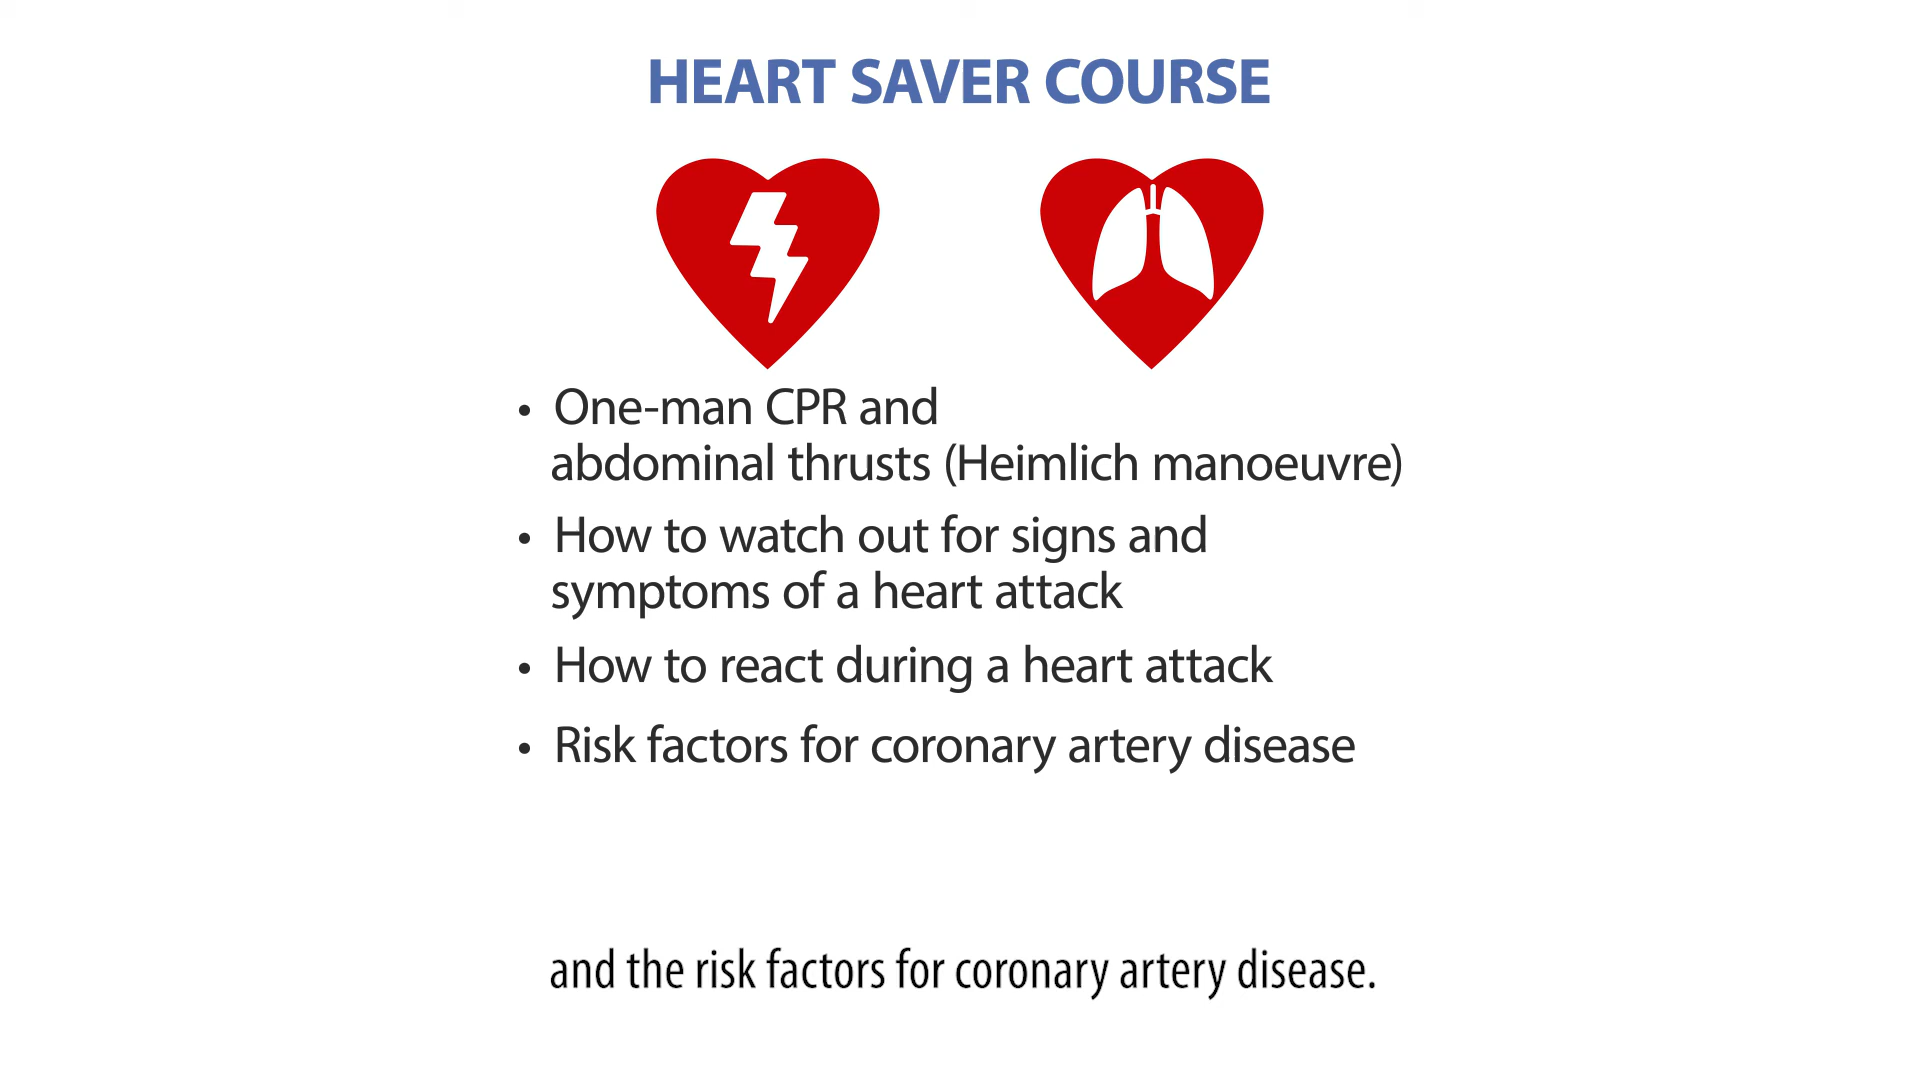 HEART SAVER COURSE
• One-man CPR and
abdominal thrusts (Heimlich manoeuvre)
• How to watch out for signs and
symptoms of a heart attack
• How to react during a heart attack
• Risk factors for coronary artery disease
and the risk factors for coronary artery disease.